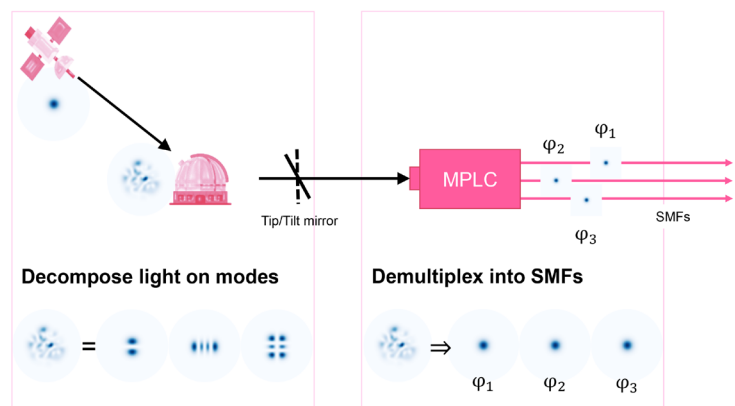 φ1
φ2
MPLC
φ3
Tip/Tilt mirror
SMFs
Decompose light on modes
Demultiplex into SMFs
= ⇒
φ1 φ2 φ3